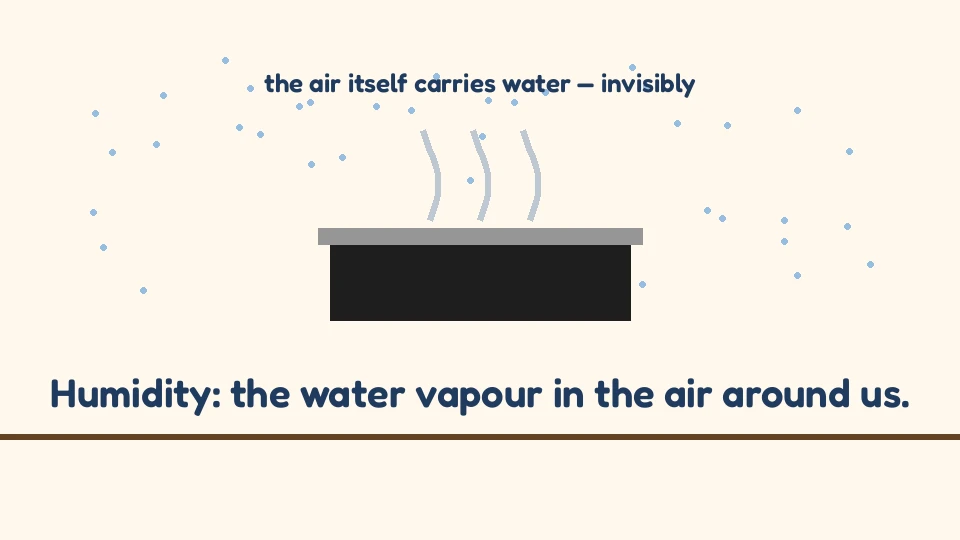 the air itself carries water — invisibly
Humidity: the water vapour in the air around us.